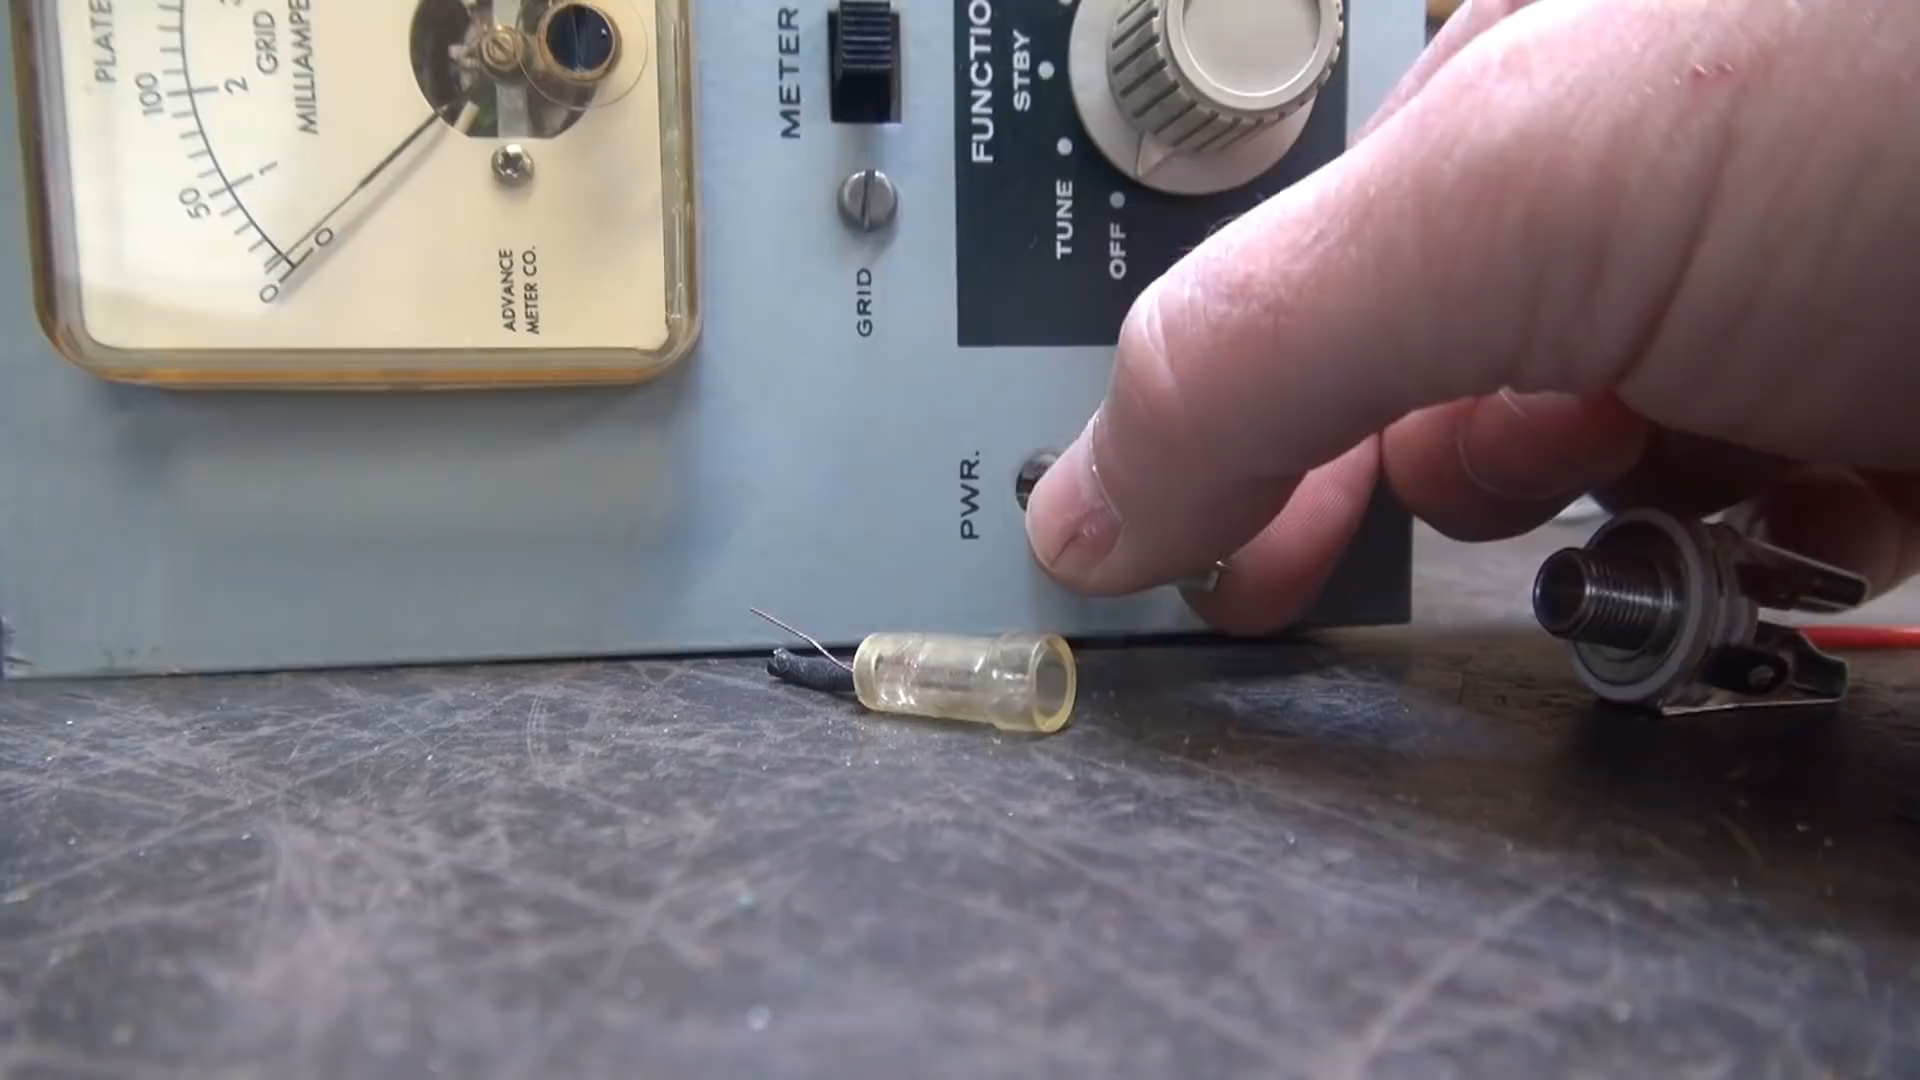 PLATE
GRID
MILLIAMPE
100
50
0
2
1
0
ADVANCE
METER CO.
METER
GRID
FUNCTIO
STBY
TUNE
OFF
PWR.